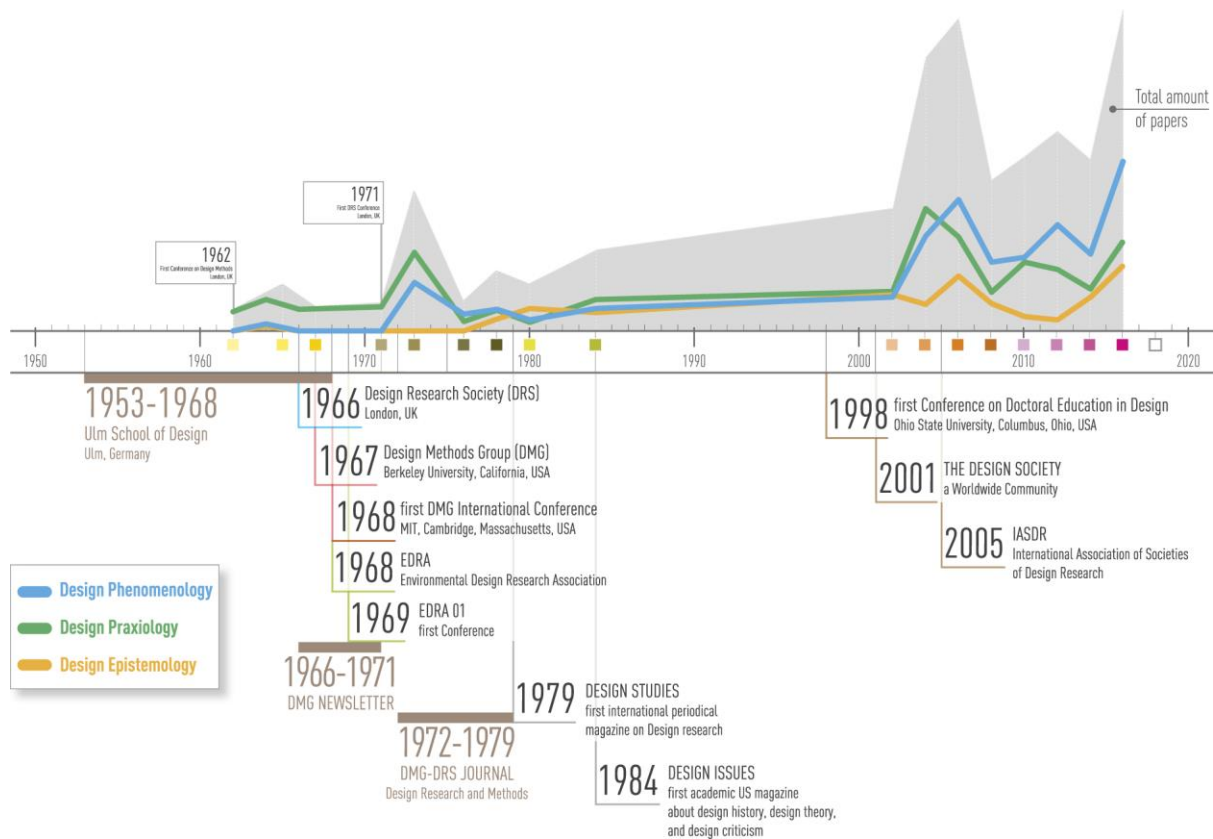 Total amount
of papers
1971
First DRS Conference
London, UK
1962
First Conference on Design Methods
London, UK
1950
1960
1970
1980
1990
2000
2010
2020
1953-1968
Ulm School of Design
Ulm, Germany
1966
Design Research Society (DRS)
London, UK
1967
Design Methods Group (DMG)
Berkeley University, California, USA
1968
first DMG International Conference
MIT, Cambridge, Massachusetts, USA
1968
EDRA
Environmental Design Research Association
1969
EDRA 01
first Conference
1966-1971
DMG NEWSLETTER
1972-1979
DMG-DRS JOURNAL
Design Research and Methods
1979
DESIGN STUDIES
first international periodical
magazine on Design research
1984
DESIGN ISSUES
first academic US magazine
about design history, design theory,
and design criticism
1998
first Conference on Doctoral Education in Design
Ohio State University, Columbus, Ohio, USA
2001
THE DESIGN SOCIETY
a Worldwide Community
2005
IASDR
International Association of Societies
of Design Research
Design Phenomenology
Design Praxiology
Design Epistemology